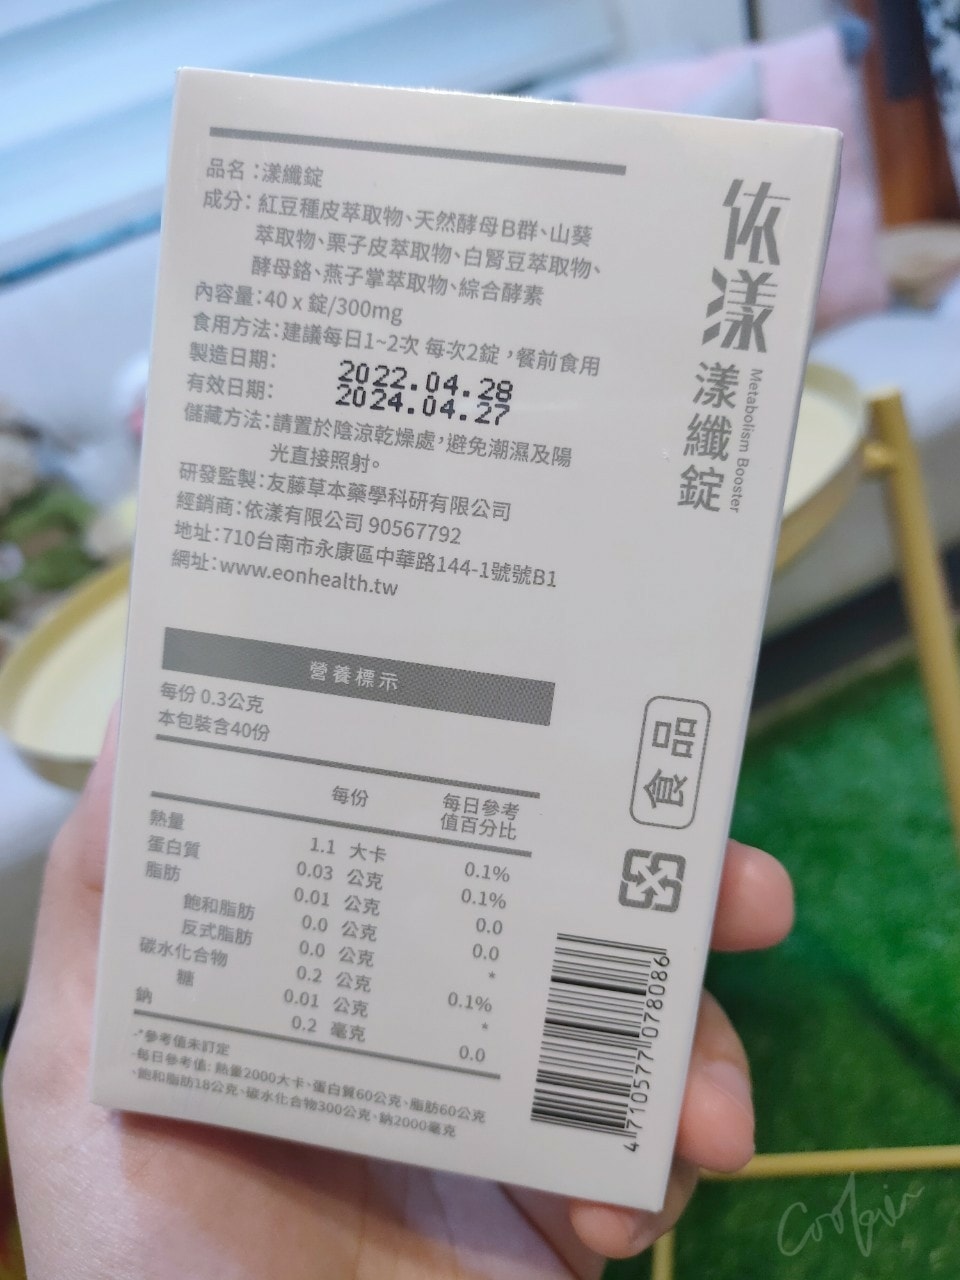 品名：漾纖錠
成分：紅豆種皮萃取物、天然酵母B群、山葵
萃取物、栗子皮萃取物、白腎豆萃取物、
酵母鉻、燕子掌萃取物、綜合酵素
內容量：40 x 錠/300mg
食用方法：建議每日1~2次 每次2錠，餐前食用
製造日期： 2022.04.28
有效日期： 2024.04.27
儲藏方法：請置於陰涼乾燥處，避免潮濕及陽
光直接照射。
研發監製：友藤草本藥學科研有限公司
經銷商：依漾有限公司 90567792
地址：710台南市永康區中華路144-1號號B1
網址：www.eonhealth.tw
營養標示
每份 0.3公克
本包裝含40份
每份 每日參考
值百分比
熱量 1.1 大卡 0.1%
蛋白質 0.03 公克 0.1%
脂肪 0.01 公克 0.0
飽和脂肪 0.0 公克 0.0
反式脂肪 0.0 公克 *
碳水化合物 0.2 公克 0.1%
糖 0.01 公克 *
鈉 0.2 毫克 0.0
-*參考值未訂定
-每日參考值: 熱量2000大卡、蛋白質60公克、脂肪60公克
、飽和脂肪18公克、碳水化合物300公克、鈉2000毫克
依漾
漾纖錠
Metabolism Booster
食品
4710577078086